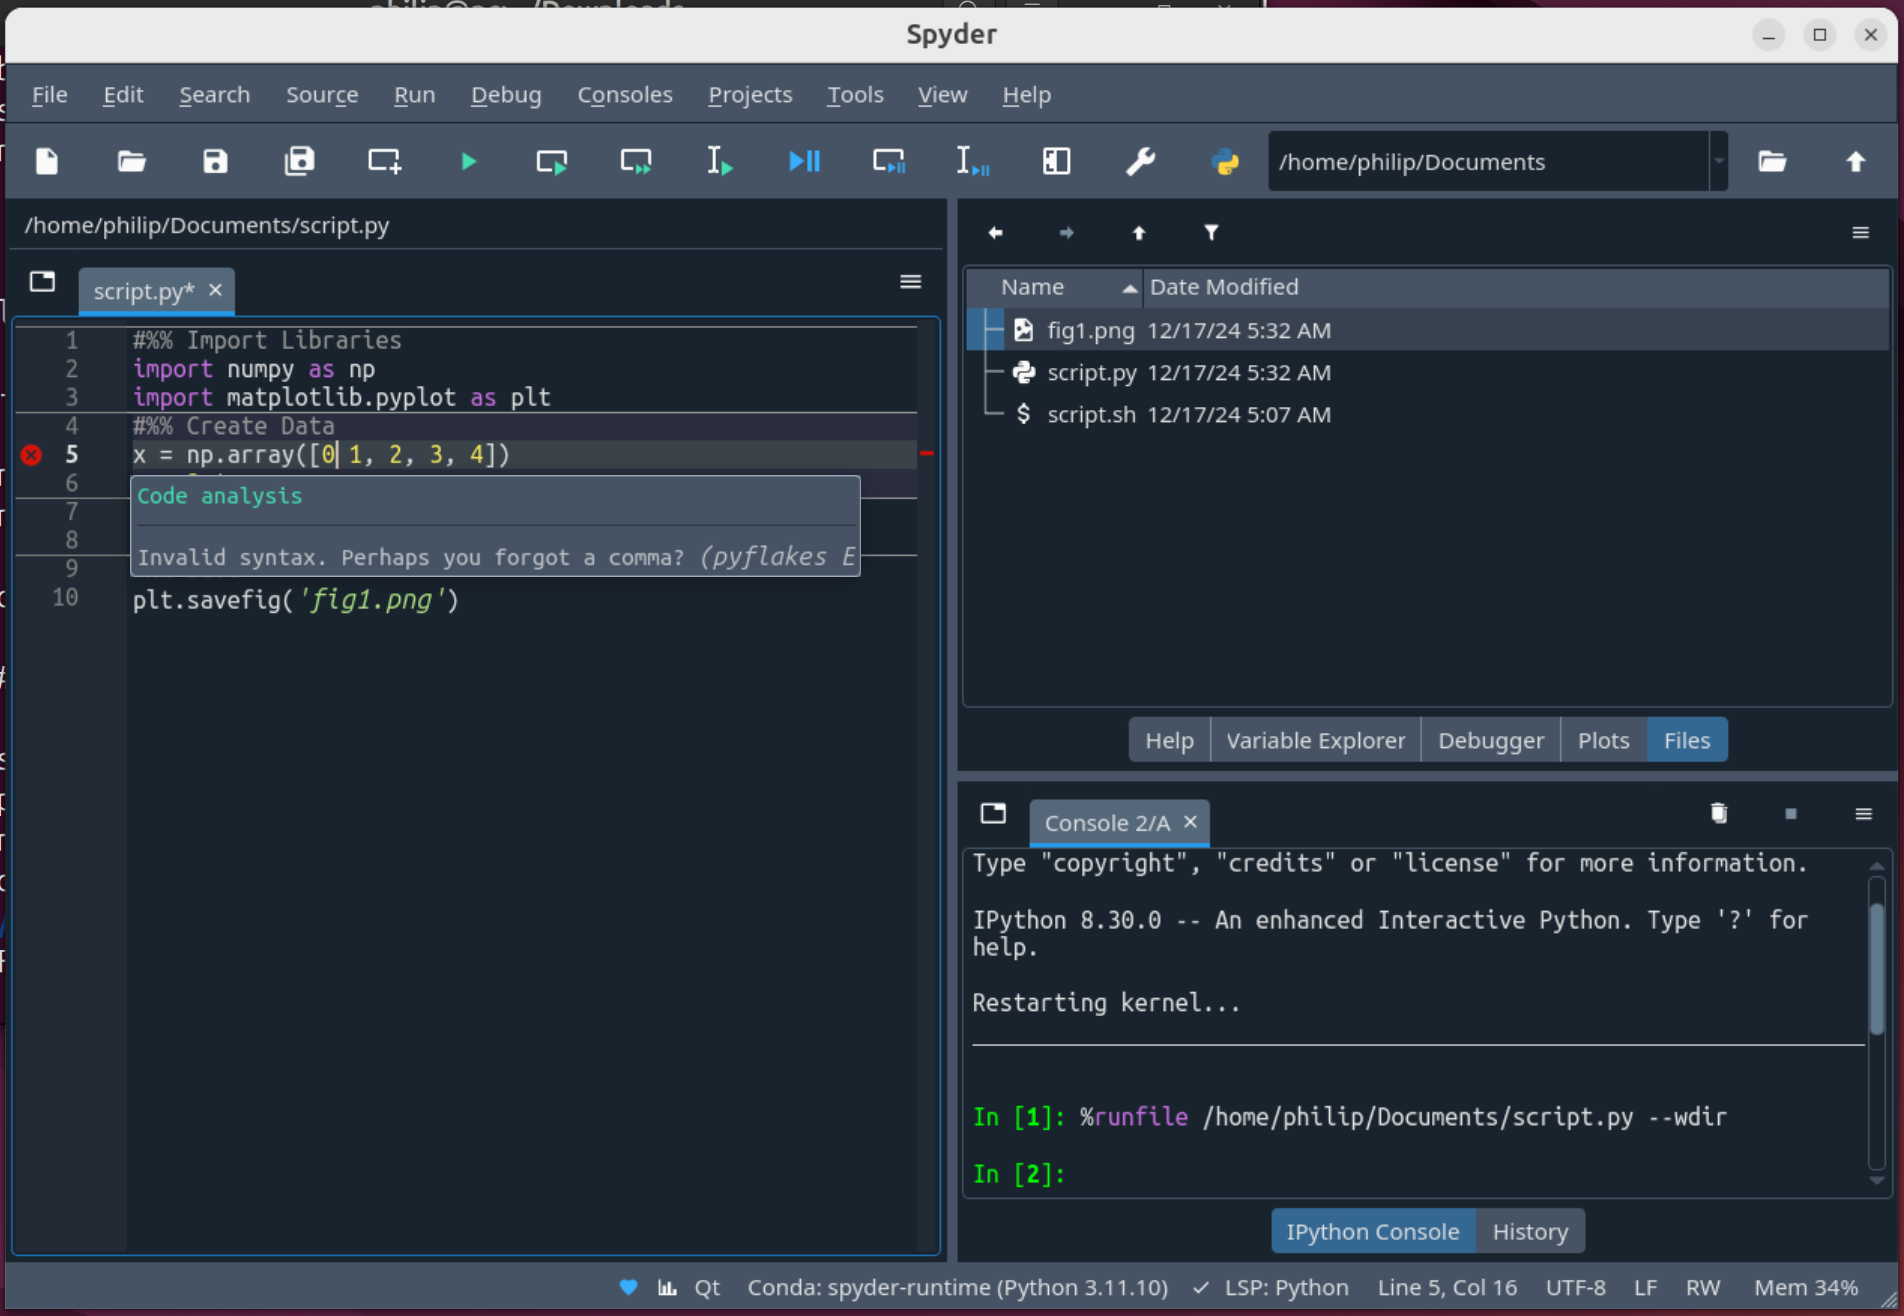 Spyder
File Edit Search Source Run Debug Consoles Projects Tools View Help
/home/philip/Documents
/home/philip/Documents/script.py
script.py*
1 #%% Import Libraries
2 import numpy as np
3 import matplotlib.pyplot as plt
4 #%% Create Data
5 x = np.array([0 1, 2, 3, 4])
6
Code analysis
7
8
Invalid syntax. Perhaps you forgot a comma? (pyflakes E
9
10 plt.savefig('fig1.png')
Name Date Modified
fig1.png 12/17/24 5:32 AM
script.py 12/17/24 5:32 AM
script.sh 12/17/24 5:07 AM
Help Variable Explorer Debugger Plots Files
Console 2/A
Type "copyright", "credits" or "license" for more information.
IPython 8.30.0 -- An enhanced Interactive Python. Type '?' for
help.
Restarting kernel...
In [1]: %runfile /home/philip/Documents/script.py --wdir
In [2]:
IPython Console History
Qt Conda: spyder-runtime (Python 3.11.10) LSP: Python Line 5, Col 16 UTF-8 LF RW Mem 34%